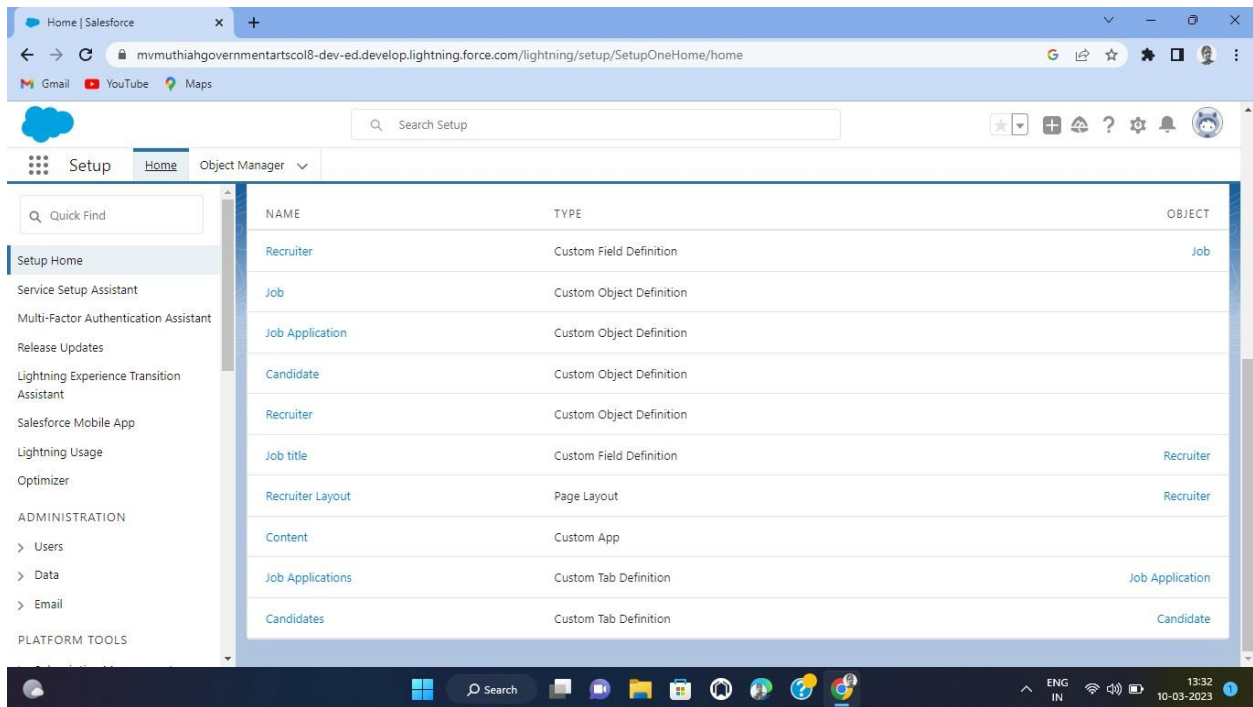 Home | Salesforce
mvmuthiahgovernmentartscol8-dev-ed.develop.lightning.force.com/lightning/setup/SetupOneHome/home
Gmail YouTube Maps
Search Setup
Setup Home Object Manager
Quick Find
Setup Home
Service Setup Assistant
Multi-Factor Authentication Assistant
Release Updates
Lightning Experience Transition
Assistant
Salesforce Mobile App
Lightning Usage
Optimizer
ADMINISTRATION
Users
Data
Email
PLATFORM TOOLS
NAME TYPE OBJECT
Recruiter Custom Field Definition Job
Job Custom Object Definition
Job Application Custom Object Definition
Candidate Custom Object Definition
Recruiter Custom Object Definition
Job title Custom Field Definition Recruiter
Recruiter Layout Page Layout Recruiter
Content Custom App
Job Applications Custom Tab Definition Job Application
Candidates Custom Tab Definition Candidate
Search
ENG
IN
13:32
10-03-2023
1